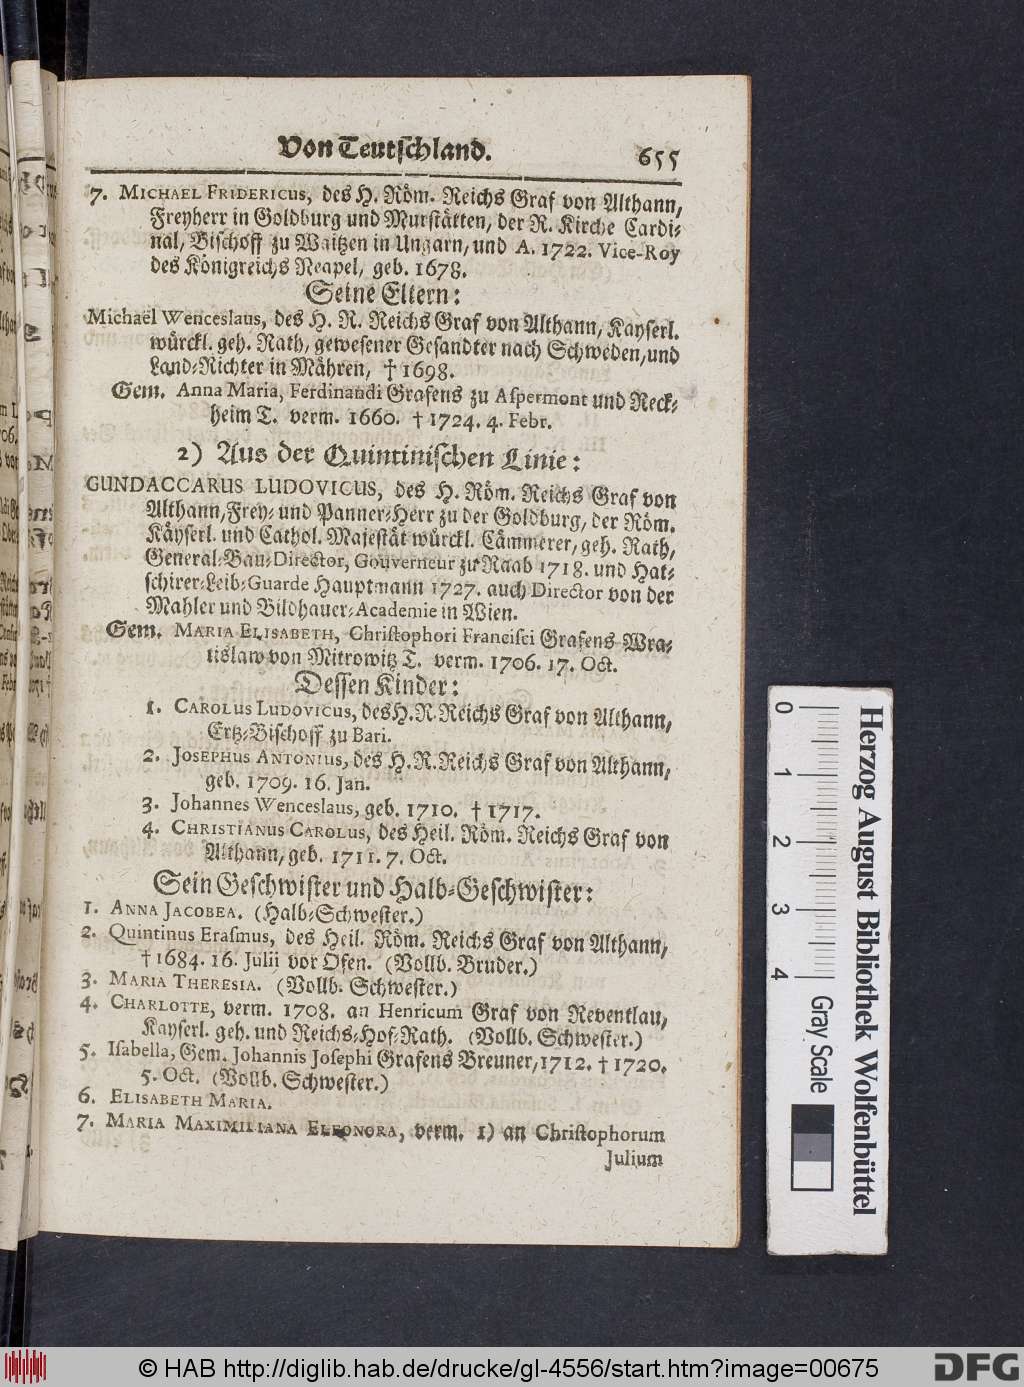 Von Teutschland. 655
7. MICHAEL FRIDERICUS, des H. Röm. Reichs Graf von Althann,
Freyherr in Goldburg und Murstätten, der R. Kirche Cardi-
nal, Bischoff zu Waitzen in Ungarn, und A. 1722. Vice-Roy
des Königreichs Neapel, geb. 1678.
Seine Eltern:
Michaël Wenceslaus, des H. R. Reichs Graf von Althann, Kayserl.
würckl. geh. Rath, gewesener Gesandter nach Schweden, und
Land-Richter in Mähren, † 1698.
Gem. Anna Maria, Ferdinandi Grafens zu Aspermont und Reck-
heim T. verm. 1660. † 1724. 4. Febr.
2) Aus der Quintinischen Linie:
GUNDACCARUS LUDOVICUS, des H. Röm. Reichs Graf von
Althann, Frey- und Panner-Herr zu der Goldburg, der Röm.
Käyserl. und Cathol. Majestät würckl. Cämmerer, geh. Rath,
General-Bau-Director, Gouverneur zu Raab 1718. und Hat-
schirer-Leib-Guarde Hauptmann 1727. auch Director von der
Mahler und Bildhauer-Academie in Wien.
Gem. MARIA ELISABETH, Christophori Francisci Grafens Wra-
tislaw von Mitrowitz T. verm. 1706. 17. Oct.
Dessen Kinder:
1. CAROLUS LUDOVICUS, des H. R. Reichs Graf von Althann,
Ertz-Bischoff zu Bari.
2. JOSEPHUS ANTONIUS, des H. R. Reichs Graf von Althann,
geb. 1709. 16. Jan.
3. Johannes Wenceslaus, geb. 1710. † 1717.
4. CHRISTIANUS CAROLUS, des Heil. Röm. Reichs Graf von
Althann, geb. 1711. 7. Oct.
Sein Geschwister und Halb-Geschwister:
1. ANNA JACOBEA. (Halb-Schwester.)
2. Quintinus Erasmus, des Heil. Röm. Reichs Graf von Althann,
† 1684. 16. Julii vor Ofen. (Vollb. Bruder.)
3. MARIA THERESIA. (Vollb. Schwester.)
4. CHARLOTTE, verm. 1708. an Henricum Graf von Reventlau,
Kayserl. geh. und Reichs-Hof-Rath. (Vollb. Schwester.)
5. Isabella, Gem. Johannis Josephi Grafens Breuner, 1712. † 1720.
5. Oct. (Vollb. Schwester.)
6. ELISABETH MARIA.
7. MARIA MAXIMILIANA ELEONORA, verm. 1) an Christophorum
Julium
0 1 2 3 4
Gray Scale
Herzog August Bibliothek Wolfenbüttel
© HAB http://diglib.hab.de/drucke/gl-4556/start.htm?image=00675
DFG